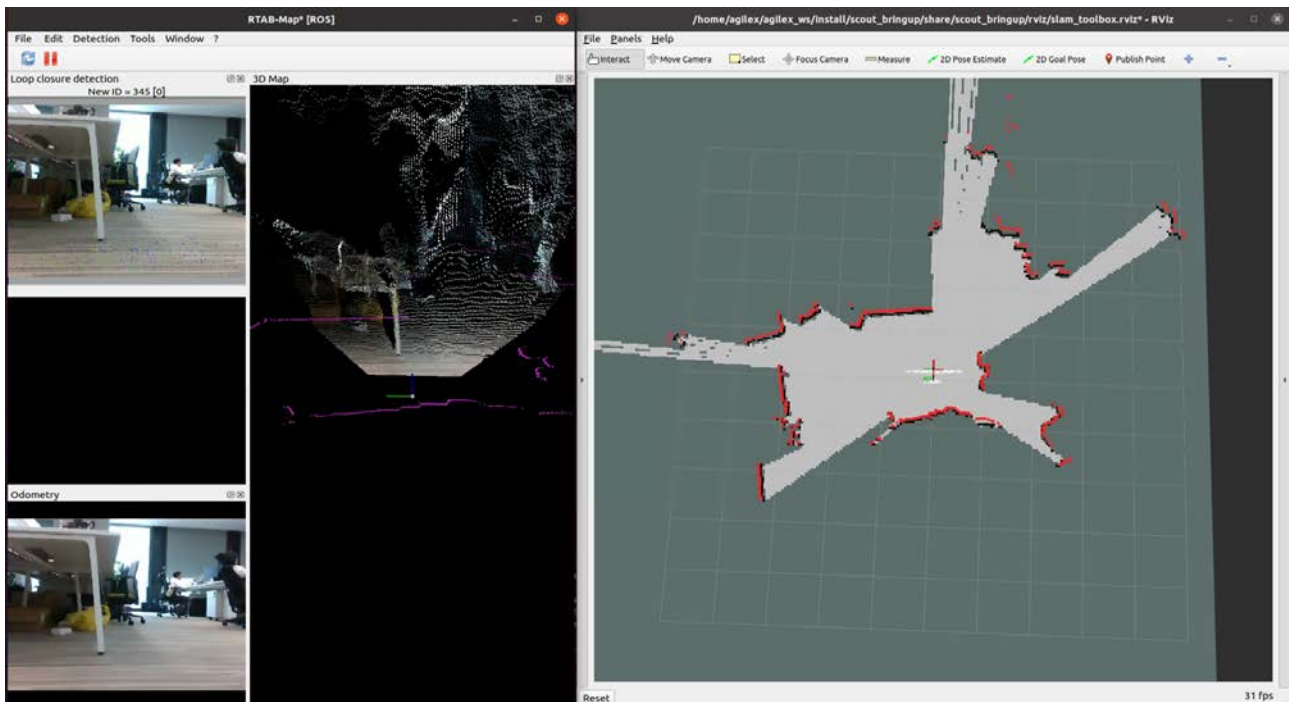 RTAB-Map* [ROS]
File Edit Detection Tools Window ?
Loop closure detection
New ID = 345 [0]
3D Map
Odometry
/home/agilex/agilex_ws/install/scout_bringup/share/scout_bringup/rviz/slam_toolbox.rviz* - RViz
File Panels Help
Interact Move Camera Select Focus Camera Measure 2D Pose Estimate 2D Goal Pose Publish Point
Reset
31 fps